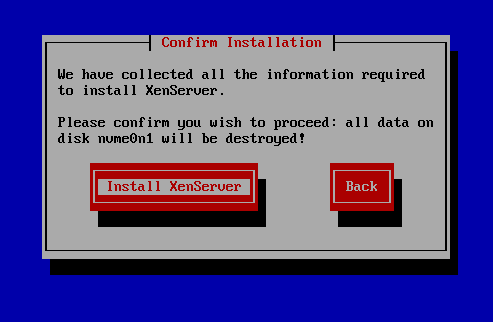 Confirm Installation
We have collected all the information required
to install XenServer.
Please confirm you wish to proceed: all data on
disk nvme0n1 will be destroyed!
Install XenServer
Back